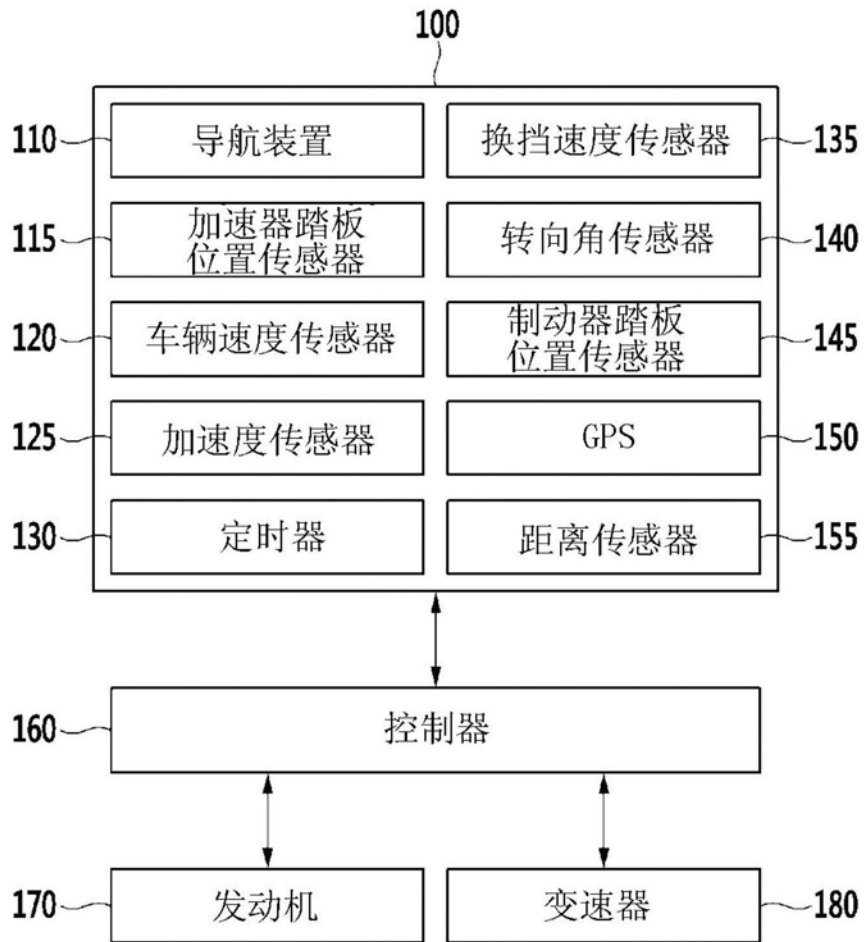 100
110
导航装置
换挡速度传感器
135
115
加速器踏板
位置传感器
转向角传感器
140
120
车辆速度传感器
制动器踏板
位置传感器
145
125
加速度传感器
GPS
150
130
定时器
距离传感器
155
160
控制器
170
发动机
变速器
180